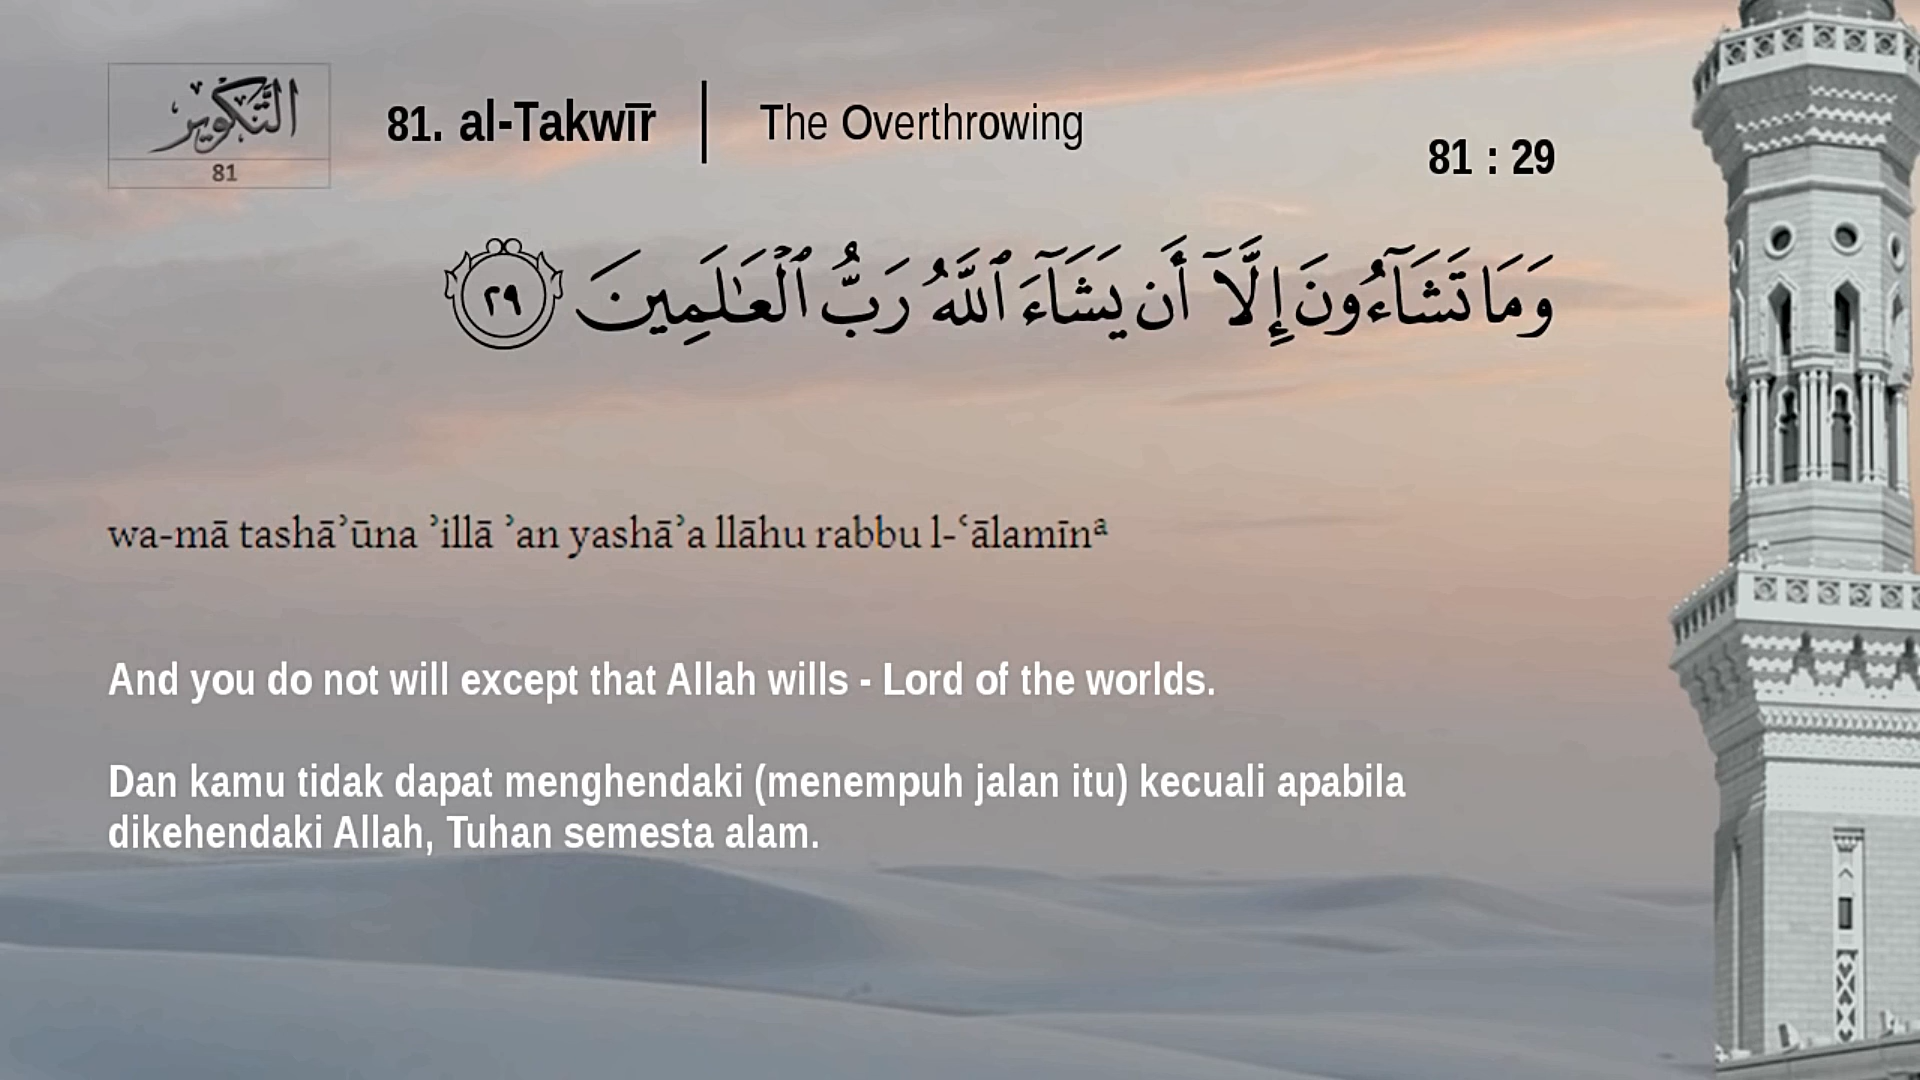 التكوير
81
81. al-Takwīr | The Overthrowing
81 : 29
وَمَا تَشَآءُونَ إِلَّآ أَن يَشَآءَ ٱللَّهُ رَبُّ ٱلْعَـٰلَمِينَ ٢٩
wa-mā tashāʾūna ʾillā ʾan yashāʾa llāhu rabbu l-ʿālamīnᵃ
And you do not will except that Allah wills - Lord of the worlds.
Dan kamu tidak dapat menghendaki (menempuh jalan itu) kecuali apabila
dikehendaki Allah, Tuhan semesta alam.